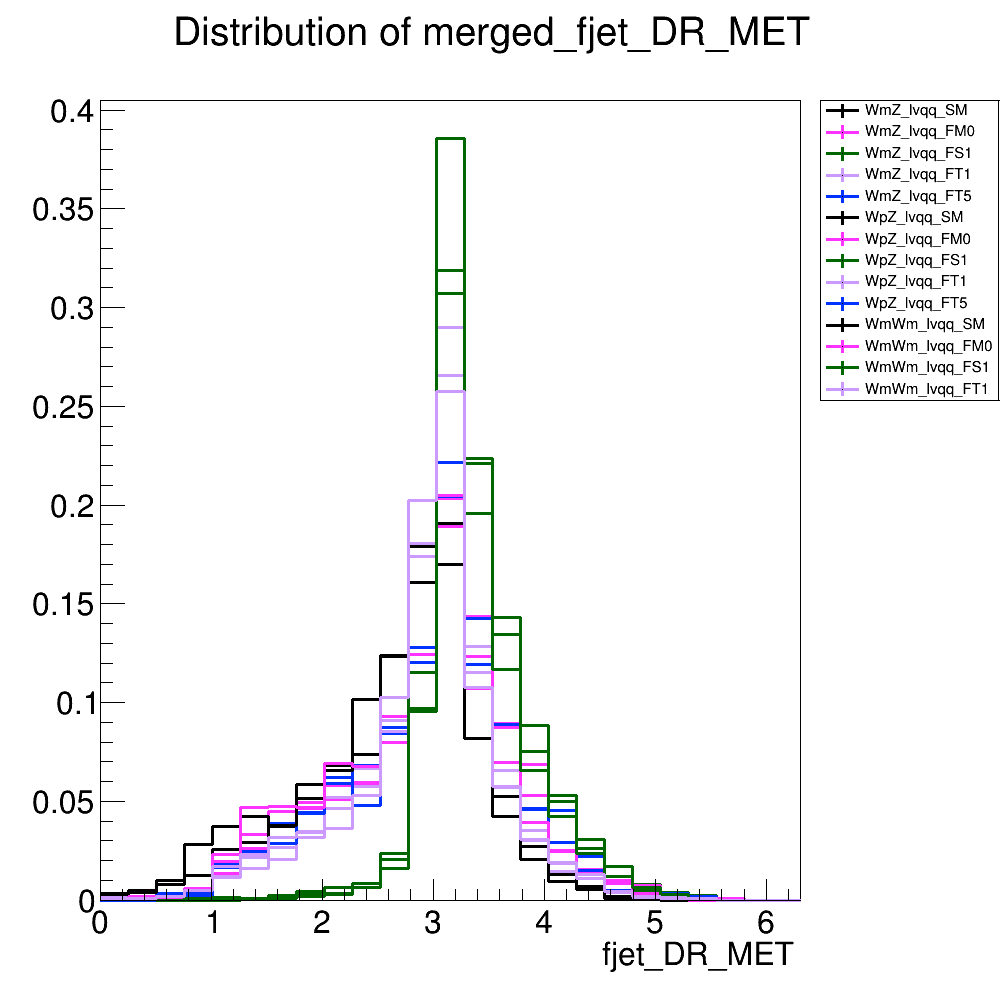 Distribution of merged_fjet_DR_MET
0.4
0.35
0.3
0.25
0.2
0.15
0.1
0.05
0
0 1 2 3 4 5 6
fjet_DR_MET
WmZ_lvqq_SM
WmZ_lvqq_FM0
WmZ_lvqq_FS1
WmZ_lvqq_FT1
WmZ_lvqq_FT5
WpZ_lvqq_SM
WpZ_lvqq_FM0
WpZ_lvqq_FS1
WpZ_lvqq_FT1
WpZ_lvqq_FT5
WmWm_lvqq_SM
WmWm_lvqq_FM0
WmWm_lvqq_FS1
WmWm_lvqq_FT1